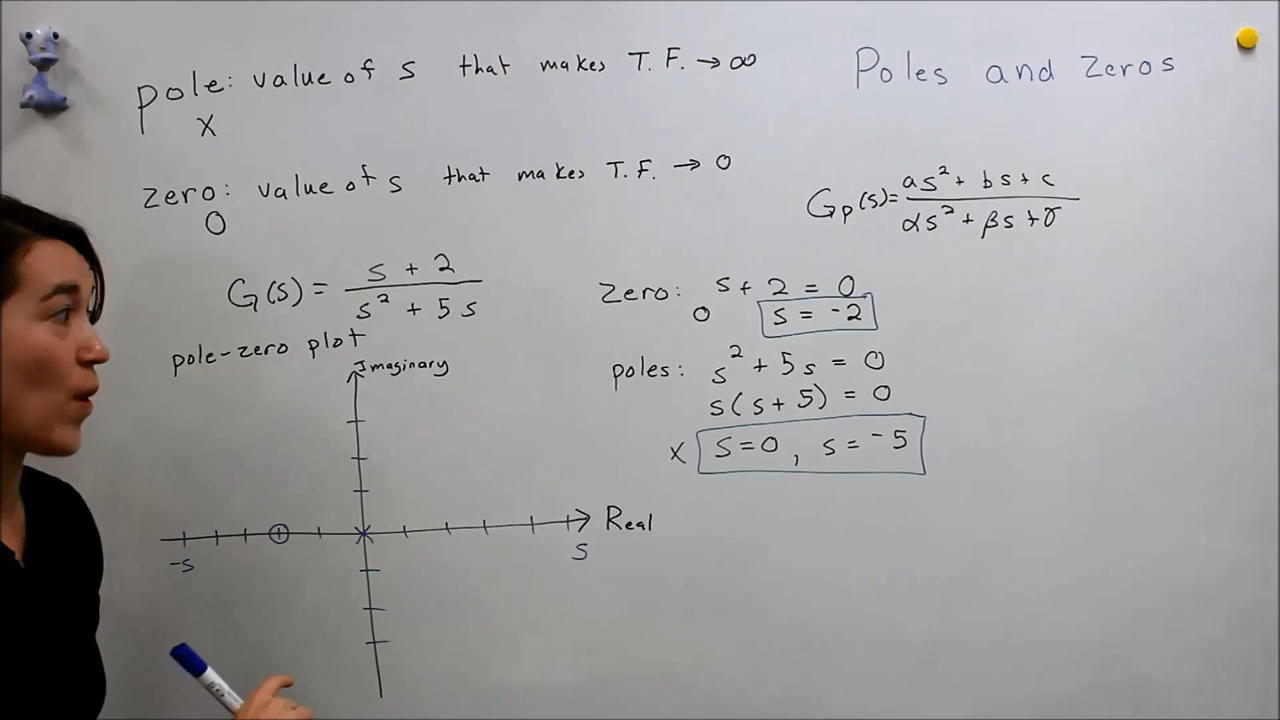 Poles and Zeros
pole: value of s that makes T.F. → ∞
x
zero: value of s that makes T.F. → 0
O
Gp(s) = (as² + bs + c) / (αs² + βs + γ)
G(s) = (s + 2) / (s² + 5s)
zero: s + 2 = 0
o s = -2
poles: s² + 5s = 0
s(s + 5) = 0
x s = 0, s = -5
pole-zero plot
Imaginary
Real
-5
5